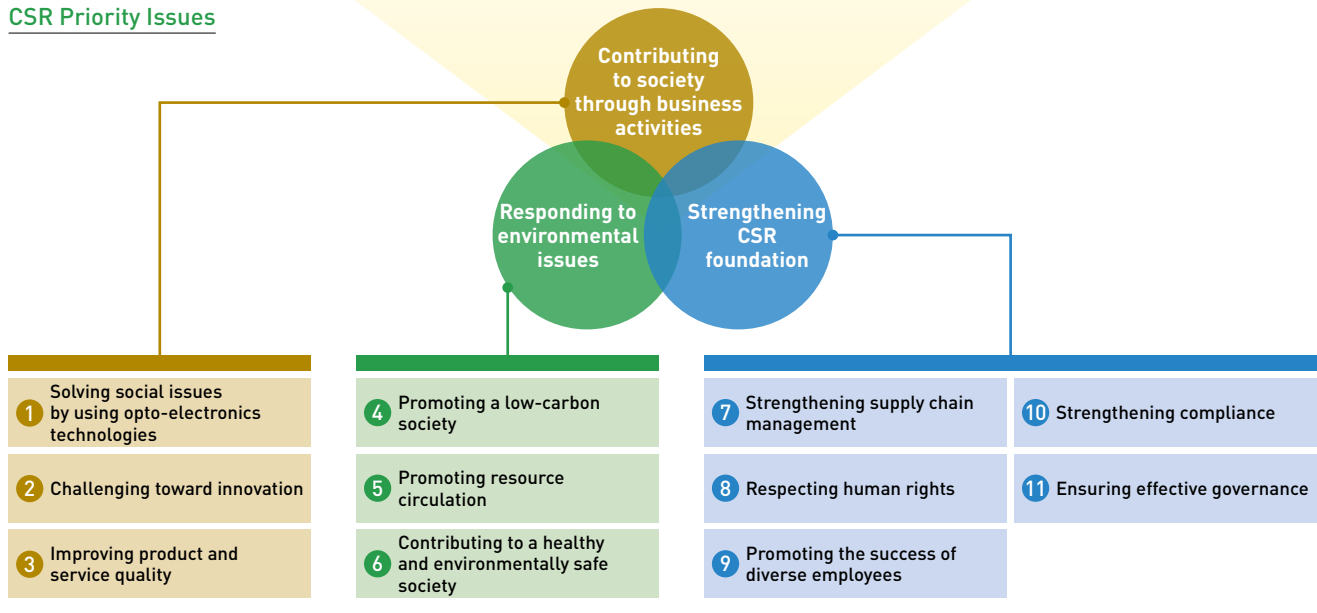 CSR Priority Issues
Contributing
to society
through business
activities
Responding to
environmental
issues
Strengthening
CSR
foundation
1 Solving social issues
by using opto-electronics
technologies
2 Challenging toward innovation
3 Improving product and
service quality
4 Promoting a low-carbon
society
5 Promoting resource
circulation
6 Contributing to a healthy
and environmentally safe
society
7 Strengthening supply chain
management
8 Respecting human rights
9 Promoting the success of
diverse employees
10 Strengthening compliance
11 Ensuring effective governance